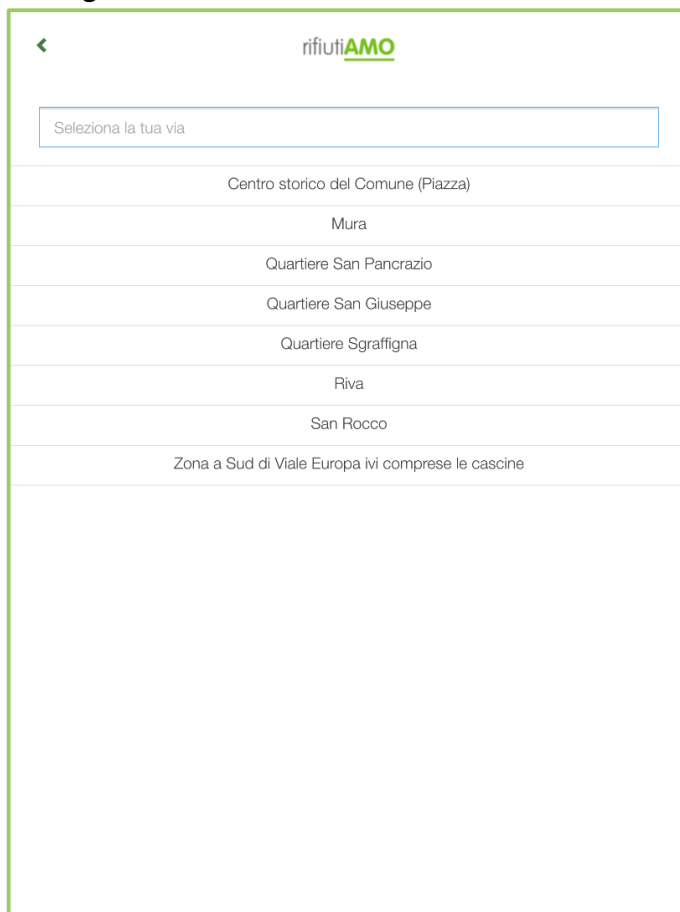 rifiutiAMO
Seleziona la tua via
Centro storico del Comune (Piazza)
Mura
Quartiere San Pancrazio
Quartiere San Giuseppe
Quartiere Sgraffigna
Riva
San Rocco
Zona a Sud di Viale Europa ivi comprese le cascine